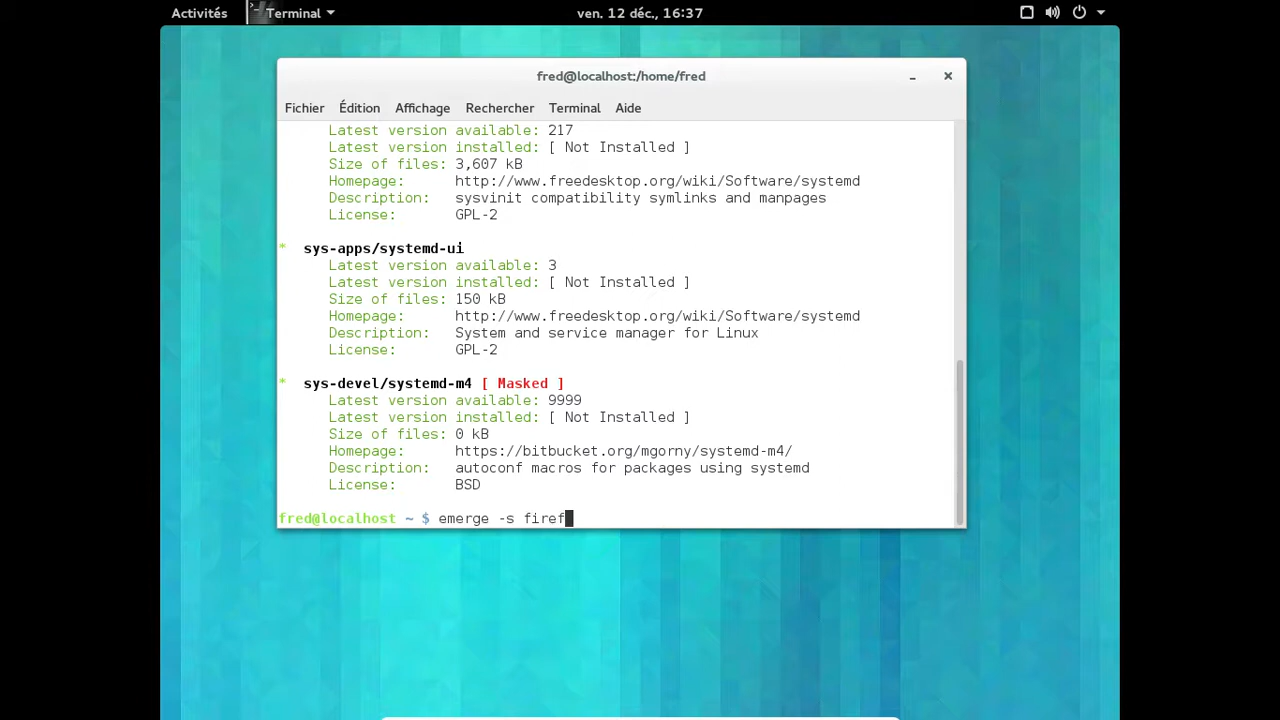 Activités
Terminal
ven. 12 déc., 16:37
fred@localhost:/home/fred
Fichier Édition Affichage Rechercher Terminal Aide
Latest version available: 217
Latest version installed: [ Not Installed ]
Size of files: 3,607 kB
Homepage: http://www.freedesktop.org/wiki/Software/systemd
Description: sysvinit compatibility symlinks and manpages
License: GPL-2
* sys-apps/systemd-ui
Latest version available: 3
Latest version installed: [ Not Installed ]
Size of files: 150 kB
Homepage: http://www.freedesktop.org/wiki/Software/systemd
Description: System and service manager for Linux
License: GPL-2
* sys-devel/systemd-m4 [ Masked ]
Latest version available: 9999
Latest version installed: [ Not Installed ]
Size of files: 0 kB
Homepage: https://bitbucket.org/mgorny/systemd-m4/
Description: autoconf macros for packages using systemd
License: BSD
fred@localhost ~ $ emerge -s firef